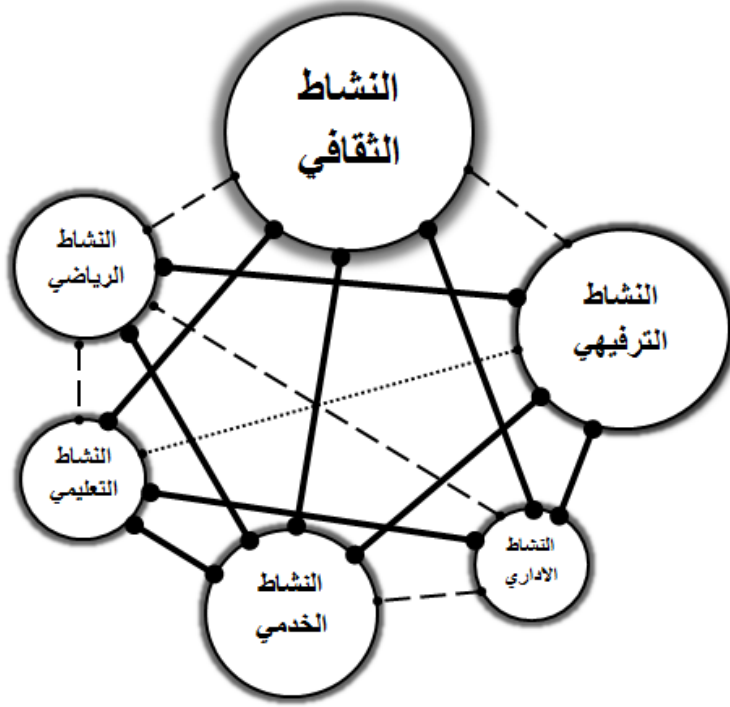 النشاط
الثقافي
النشاط
الرياضي
النشاط
الترفيهي
النشاط
التعليمي
النشاط
الاداري
النشاط
الخدمي